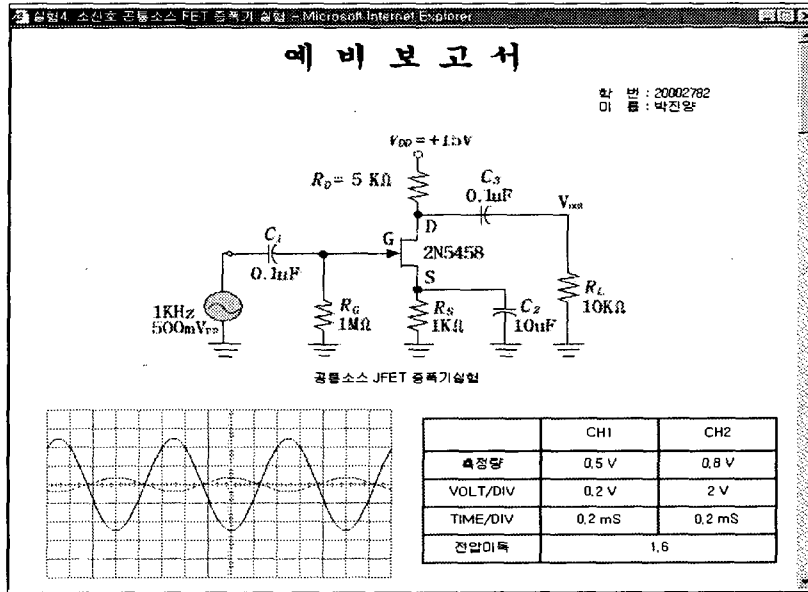 실험4. 소신호 공통소스 FET 증폭기 실험 - Microsoft Internet Explorer
예 비 보 고 서
학 번 : 20002782
이 름 : 박진양
V_DD = +15V
R_D = 5 KΩ
C_3
0.1uF
V_out
D
G
2N5458
S
C_1
0.1uF
1KHz
500mV_PP
R_G
1MΩ
R_S
1KΩ
C_2
10uF
R_L
10KΩ
공통소스 JFET 증폭기실험
CH1 CH2
측정량 0.5 V 0.8 V
VOLT/DIV 0.2 V 2 V
TIME/DIV 0.2 mS 0.2 mS
전압이득 1.6